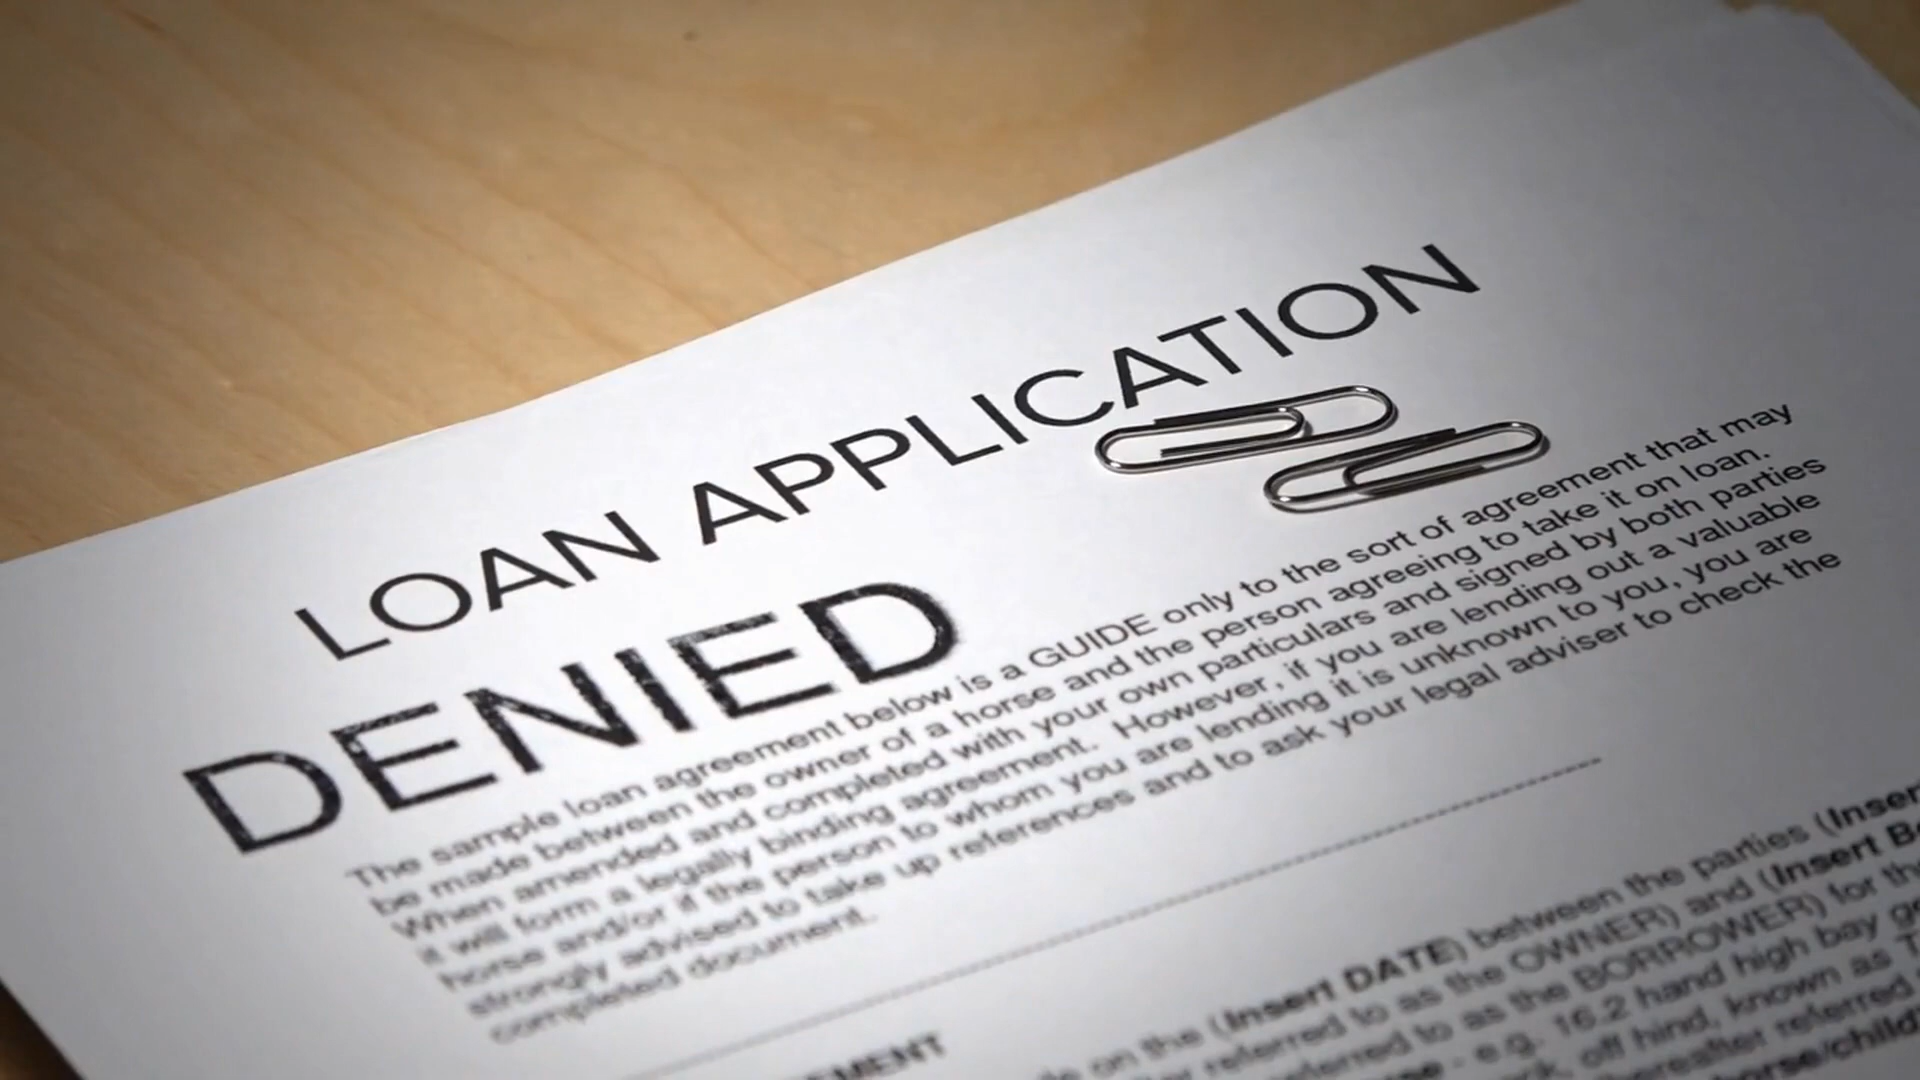 LOAN APPLICATION
DENIED
The sample loan agreement below is a GUIDE only to the sort of agreement that may
be made between the owner of a horse and the person agreeing to take it on loan.
When amended and completed with your own particulars and signed by both parties
it will form a legally binding agreement. However, if you are lending out a valuable
horse and/or if the person to whom you are lending it is unknown to you, you are
strongly advised to take up references and to ask your legal adviser to check the
completed document.
on the (Insert DATE) between the parties (Insert
referred to as the OWNER) and (Insert
referred to as the BORROWER) for the
- e.g. 16.2 hand high bay
off hind, known as
referred